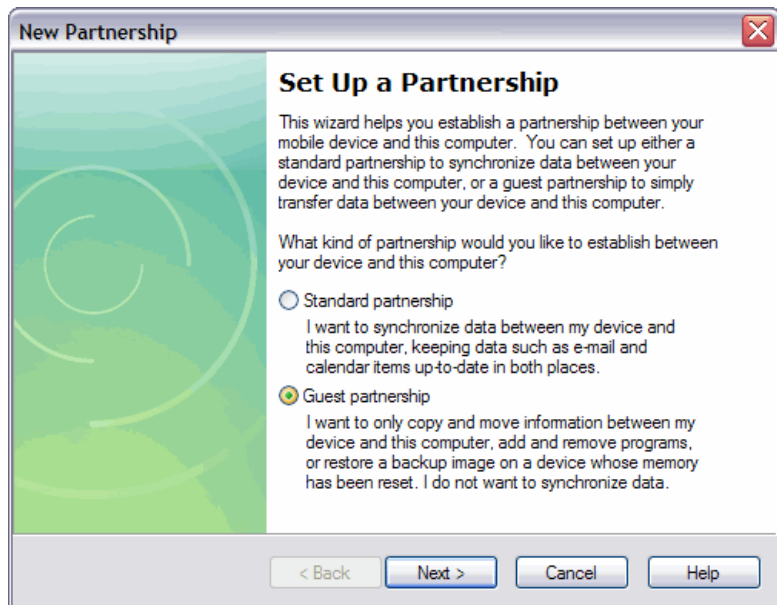 New Partnership
Set Up a Partnership
This wizard helps you establish a partnership between your
mobile device and this computer.  You can set up either a
standard partnership to synchronize data between your
device and this computer, or a guest partnership to simply
transfer data between your device and this computer.
What kind of partnership would you like to establish between
your device and this computer?
Standard partnership
I want to synchronize data between my device and
this computer, keeping data such as e-mail and
calendar items up-to-date in both places.
Guest partnership
I want to only copy and move information between my
device and this computer, add and remove programs,
or restore a backup image on a device whose memory
has been reset. I do not want to synchronize data.
< Back Next > Cancel Help